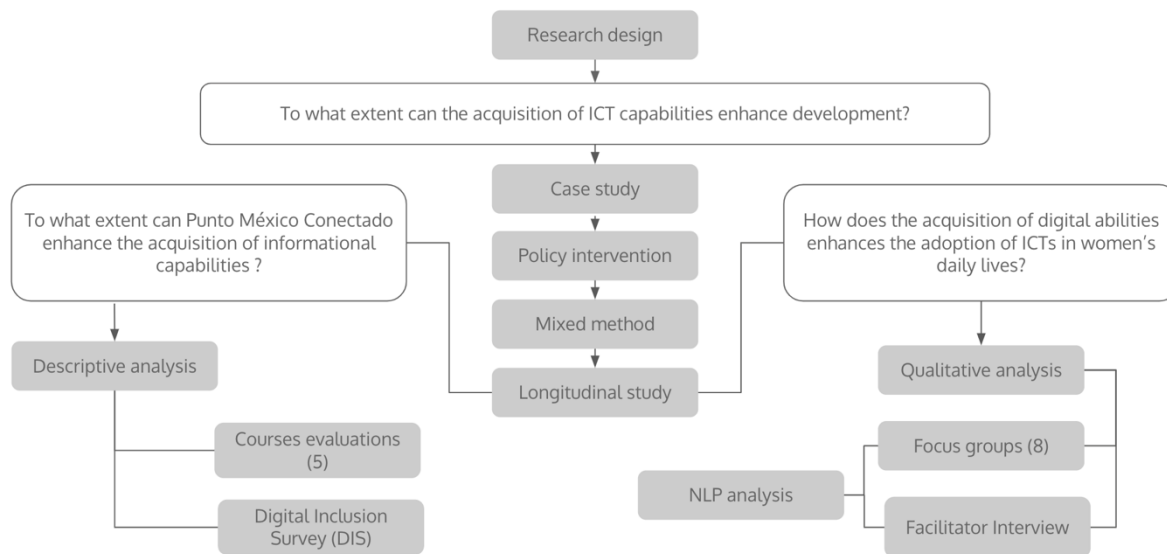 Research design
To what extent can the acquisition of ICT capabilities enhance development?
Case study
To what extent can Punto México Conectado
enhance the acquisition of informational
capabilities ?
How does the acquisition of digital abilities
enhances the adoption of ICTs in women's
daily lives?
Policy intervention
Mixed method
Descriptive analysis
Longitudinal study
Qualitative analysis
Courses evaluations
(5)
Focus groups (8)
NLP analysis
Digital Inclusion
Survey (DIS)
Facilitator Interview